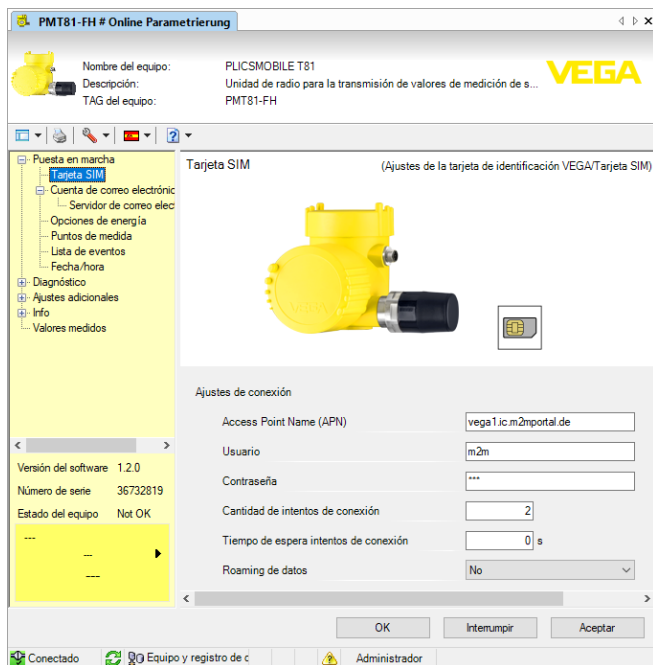 PMT81-FH # Online Parametrierung
Nombre del equipo: PLICSMOBILE T81
Descripción: Unidad de radio para la transmisión de valores de medición de s...
TAG del equipo: PMT81-FH
VEGA
Puesta en marcha
Tarjeta SIM
Cuenta de correo electrónic
Servidor de correo elec
Opciones de energía
Puntos de medida
Lista de eventos
Fecha/hora
Diagnóstico
Ajustes adicionales
Info
Valores medidos
Versión del software 1.2.0
Número de serie 36732819
Estado del equipo Not OK
---
--
---
Tarjeta SIM (Ajustes de la tarjeta de identificación VEGA/Tarjeta SIM)
VEGA
Ajustes de conexión
Access Point Name (APN) vega1.ic.m2mportal.de
Usuario m2m
Contraseña ***
Cantidad de intentos de conexión 2
Tiempo de espera intentos de conexión 0 s
Roaming de datos No
OK Interrumpir Aceptar
Conectado Equipo y registro de d Administrador